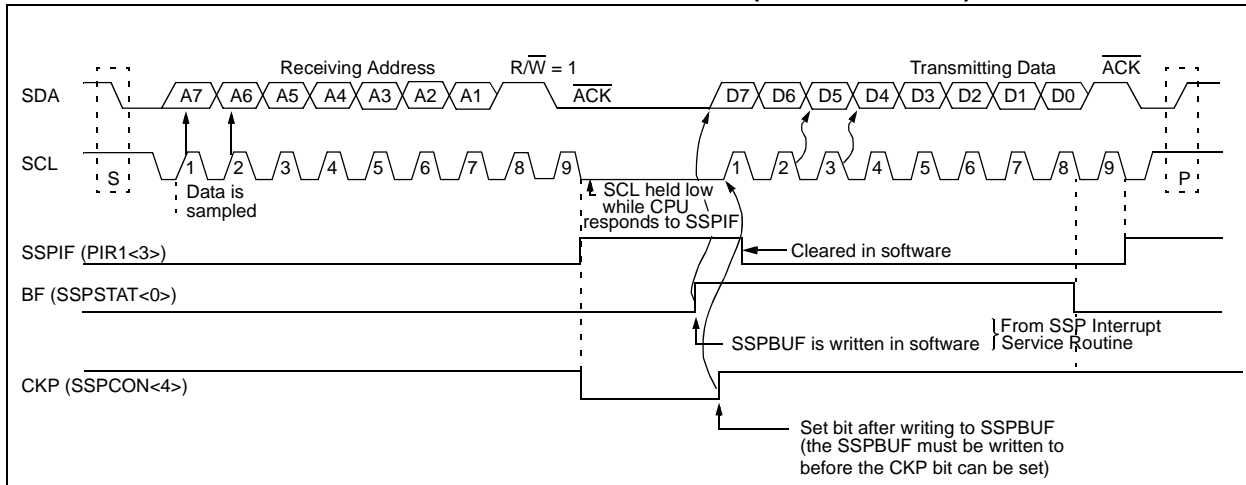 Receiving Address R/W = 1 Transmitting Data ACK
SDA A7 A6 A5 A4 A3 A2 A1 ACK D7 D6 D5 D4 D3 D2 D1 D0
SCL S 1 2 3 4 5 6 7 8 9 1 2 3 4 5 6 7 8 9 P
Data is
sampled
SCL held low
while CPU
responds to SSPIF
SSPIF (PIR1<3>)
Cleared in software
BF (SSPSTAT<0>)
SSPBUF is written in software
From SSP Interrupt
Service Routine
CKP (SSPCON<4>)
Set bit after writing to SSPBUF
(the SSPBUF must be written to
before the CKP bit can be set)